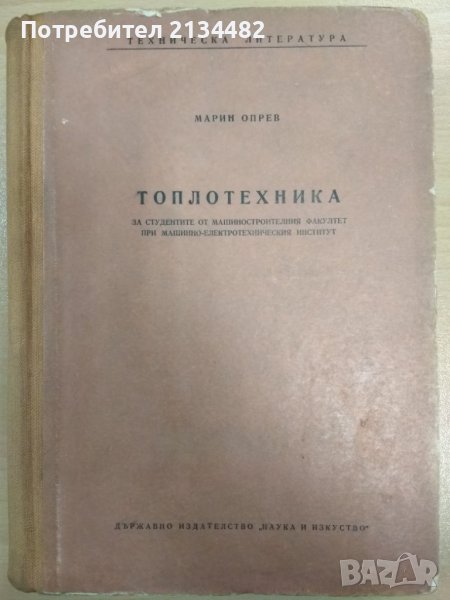 Потребител 2134482
ТЕХНИЧЕСКА ЛИТЕРАТУРА
МАРИН ОПРЕВ
ТОПЛОТЕХНИКА
ЗА СТУДЕНТИТЕ ОТ МАШИНОСТРОИТЕЛНИЯ ФАКУЛТЕТ
ПРИ МАШИННО-ЕЛЕКТРОТЕХНИЧЕСКИЯ ИНСТИТУТ
ДЪРЖАВНО ИЗДАТЕЛСТВО „НАУКА И ИЗКУСТВО"
BAZAR